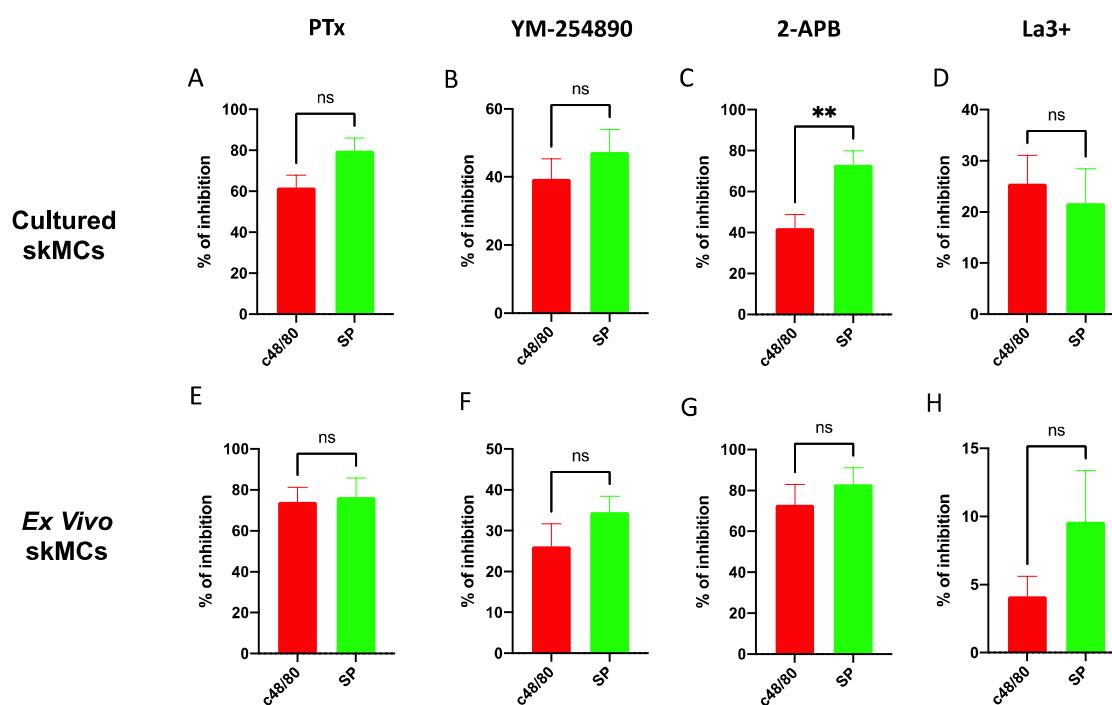 PTx
YM-254890
2-APB
La3+
Cultured
skMCs
A
% of inhibition
100
80
60
40
20
0
ns
c48/80
SP
B
% of inhibition
60
40
20
0
ns
c48/80
SP
C
% of inhibition
100
80
60
40
20
0
**
c48/80
SP
D
% of inhibition
40
30
20
10
0
ns
c48/80
SP
Ex Vivo
skMCs
E
% of inhibition
100
80
60
40
20
0
ns
c48/80
SP
F
% of inhibition
50
40
30
20
10
0
ns
c48/80
SP
G
% of inhibition
100
80
60
40
20
0
ns
c48/80
SP
H
% of inhibition
15
10
5
0
ns
c48/80
SP